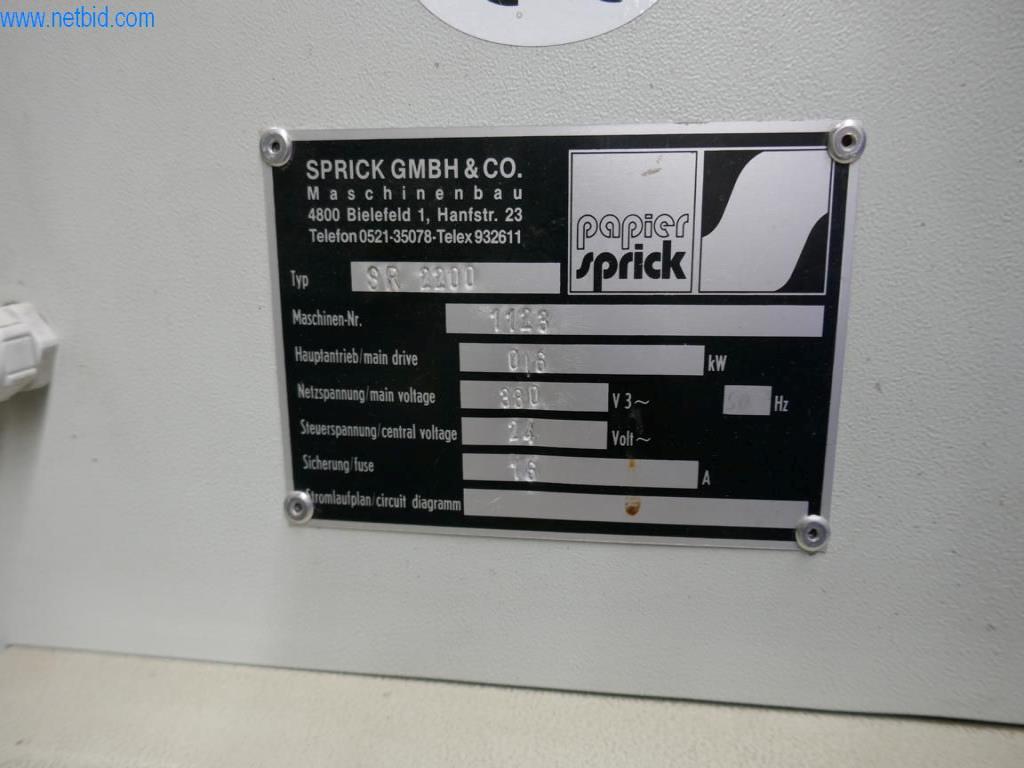 www.netbid.com
SPRICK GMBH & CO.
Maschinenbau
4800 Bielefeld 1, Hanfstr. 23
Telefon 0521-35078-Telex 932611
papier
sprick
Typ SR 2200
Maschinen-Nr. 1123
Hauptantrieb/main drive kW
Netzspannung/main voltage 380 V 3~ 50 Hz
Steuerspannung/central voltage 24 Volt~
Sicherung/fuse 16 A
Stromlaufplan/circuit diagramm